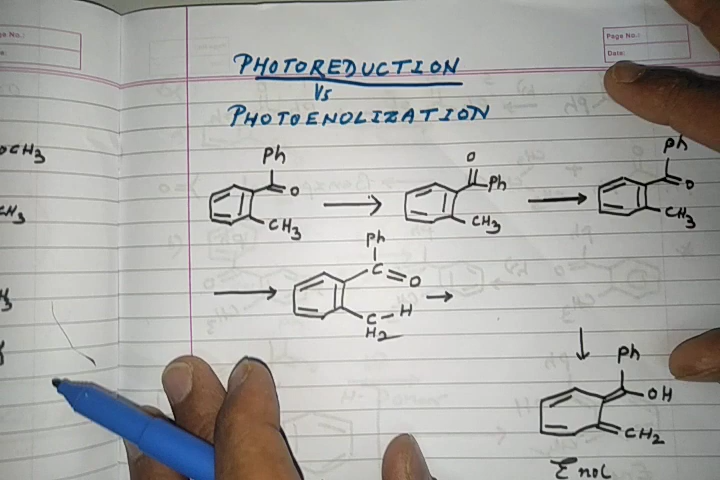 Page No.:
Date:
PHOTOREDUCTION
Vs
PHOTOENOLIZATION
OCH3
Ph
O
CH3
O
Ph
CH3
Ph
O
CH3
CH3
Ph
C
O
C-H
H2
Ph
OH
CH2
Enol